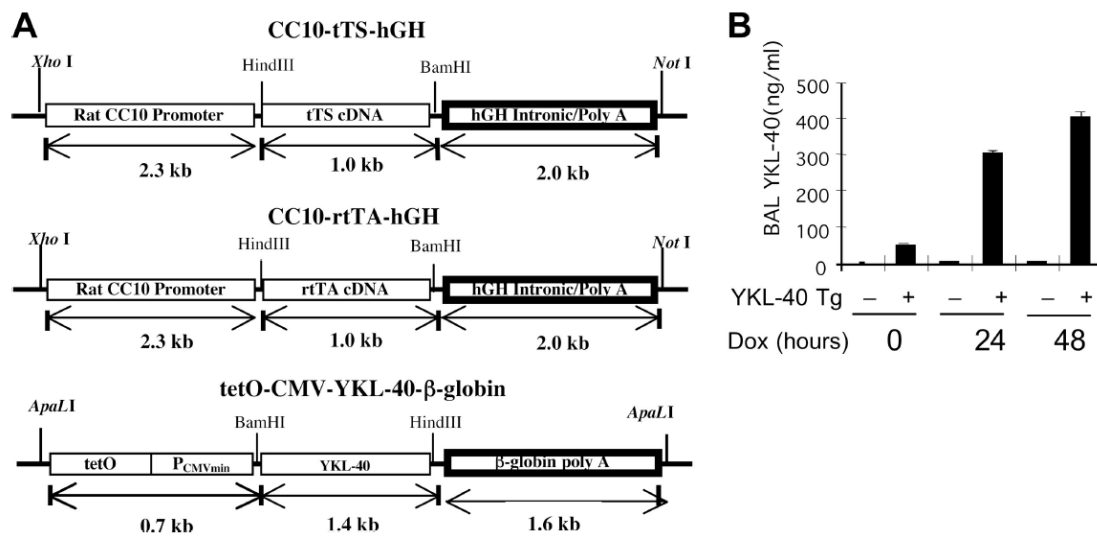 A
CC10-tTS-hGH
Xho I
HindIII
BamHI
Not I
Rat CC10 Promoter
tTS cDNA
hGH Intronic/Poly A
2.3 kb
1.0 kb
2.0 kb
CC10-rtTA-hGH
Xho I
HindIII
BamHI
Not I
Rat CC10 Promoter
rtTA cDNA
hGH Intronic/Poly A
2.3 kb
1.0 kb
2.0 kb
tetO-CMV-YKL-40-β-globin
ApaLI
BamHI
HindIII
ApaLI
tetO
PCMVmin
YKL-40
β-globin poly A
0.7 kb
1.4 kb
1.6 kb
B
BAL YKL-40(ng/ml)
500
400
300
200
100
0
YKL-40 Tg – + – + – +
Dox (hours) 0 24 48